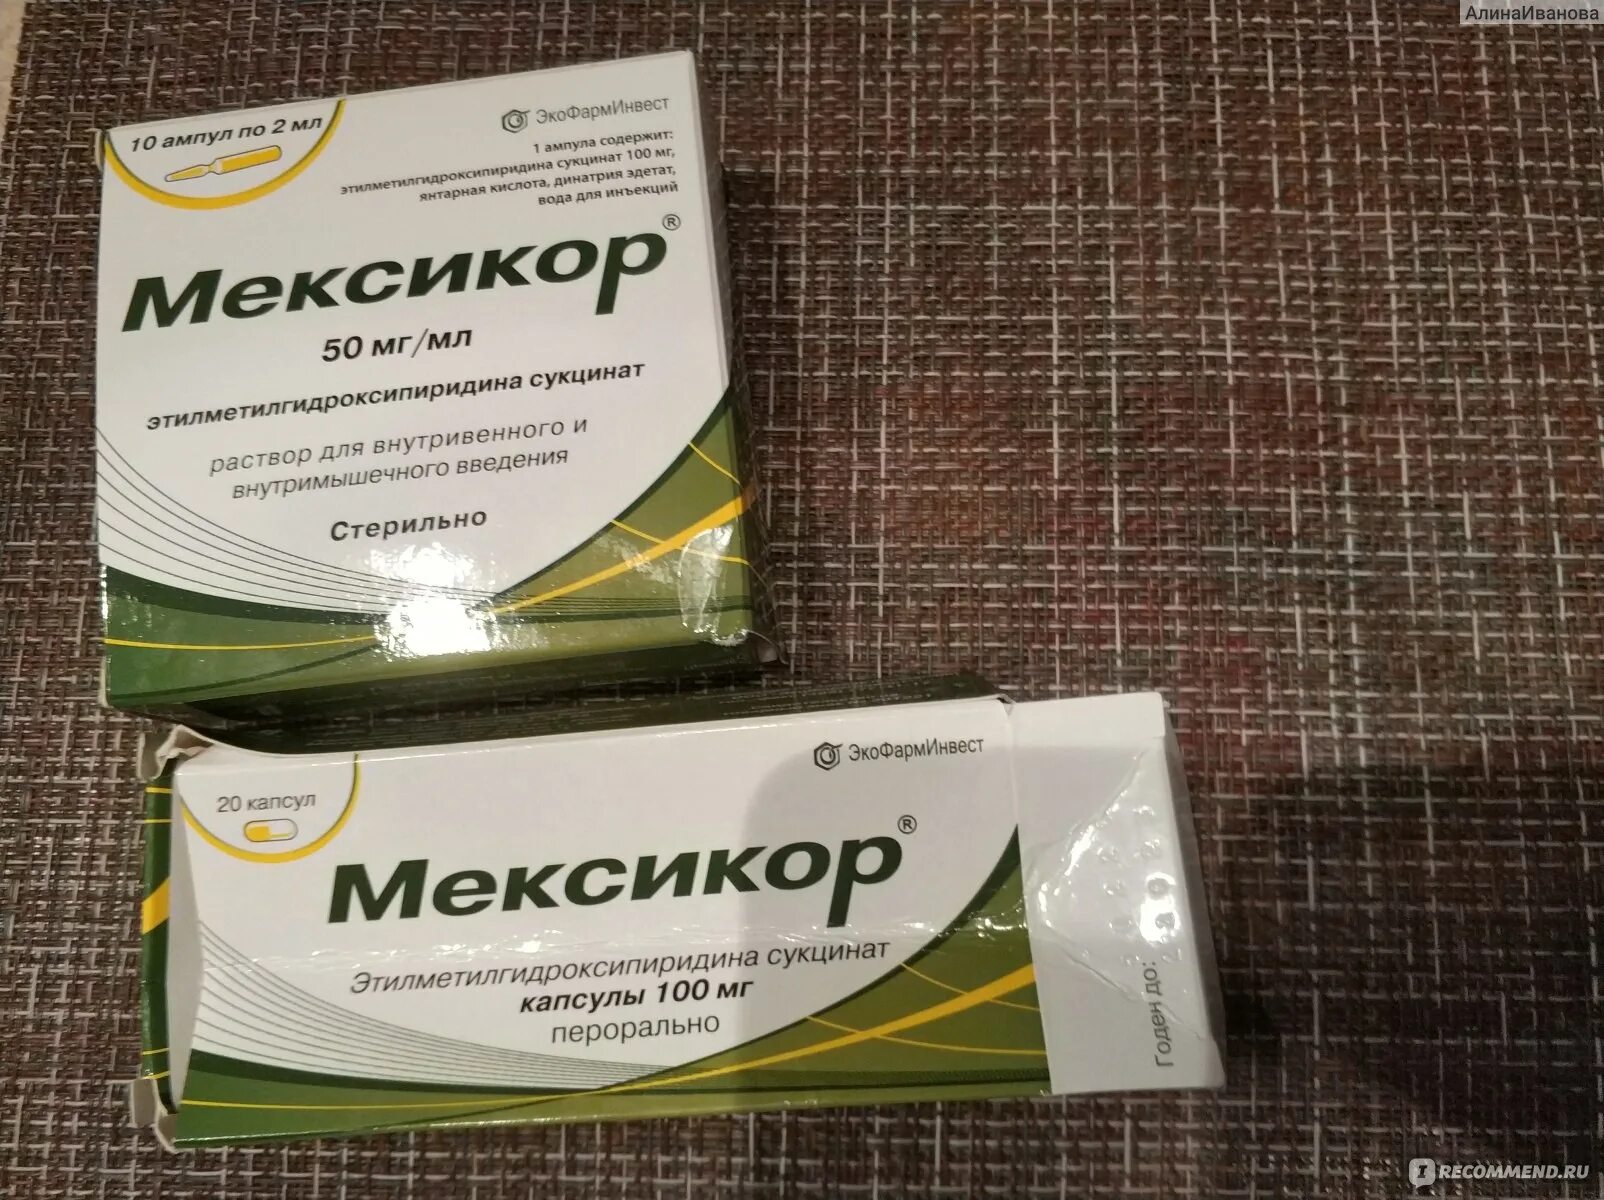 АлинаИванова
10 ампул по 2 мл
ЭкоФармИнвест
1 ампула содержит:
этилметилгидроксипиридина сукцинат 100 мг,
янтарная кислота, динатрия эдетат,
вода для инъекций
Мексикор®
50 мг/мл
этилметилгидроксипиридина сукцинат
раствор для внутривенного и
внутримышечного введения
Стерильно
ЭкоФармИнвест
20 капсул
Мексикор®
Этилметилгидроксипиридина сукцинат
капсулы 100 мг
перорально
Годен до:
IRECOMMEND.RU